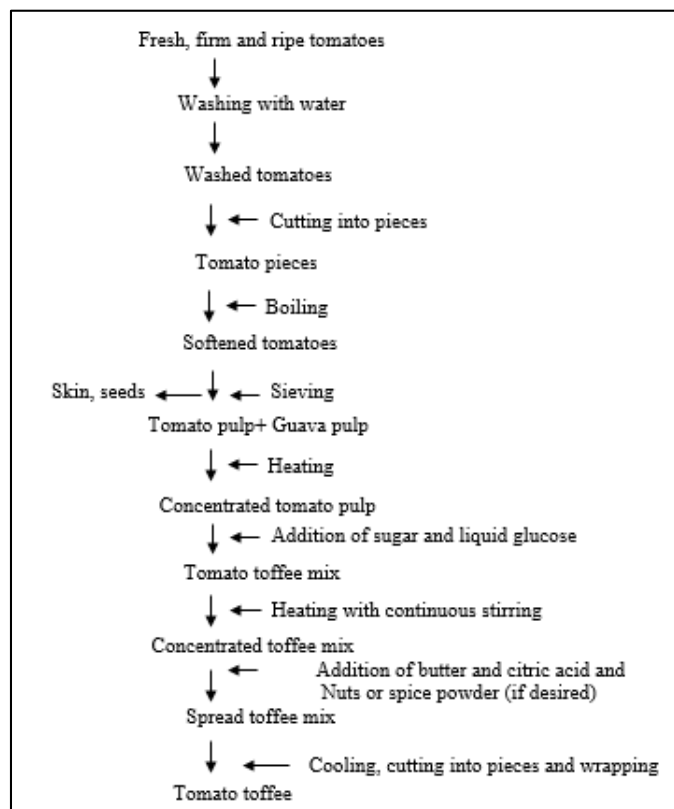 Fresh, firm and ripe tomatoes
Washing with water
Washed tomatoes
Cutting into pieces
Tomato pieces
Boiling
Softened tomatoes
Skin, seeds
Sieving
Tomato pulp+ Guava pulp
Heating
Concentrated tomato pulp
Addition of sugar and liquid glucose
Tomato toffee mix
Heating with continuous stirring
Concentrated toffee mix
Addition of butter and citric acid and
Nuts or spice powder (if desired)
Spread toffee mix
Cooling, cutting into pieces and wrapping
Tomato toffee